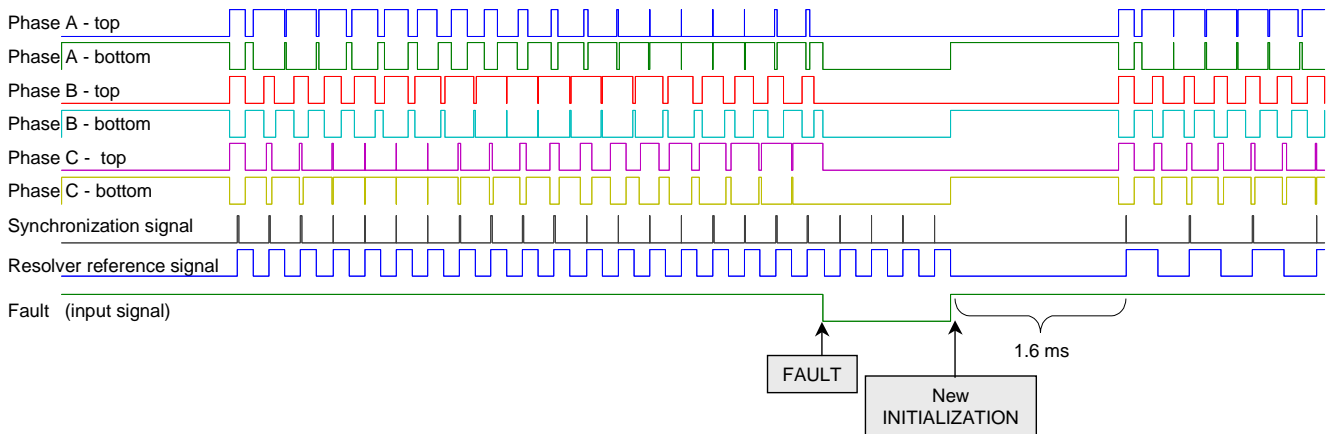 Phase A - top
Phase A - bottom
Phase B - top
Phase B - bottom
Phase C - top
Phase C - bottom
Synchronization signal
Resolver reference signal
Fault (input signal)
1.6 ms
FAULT
New
INITIALIZATION